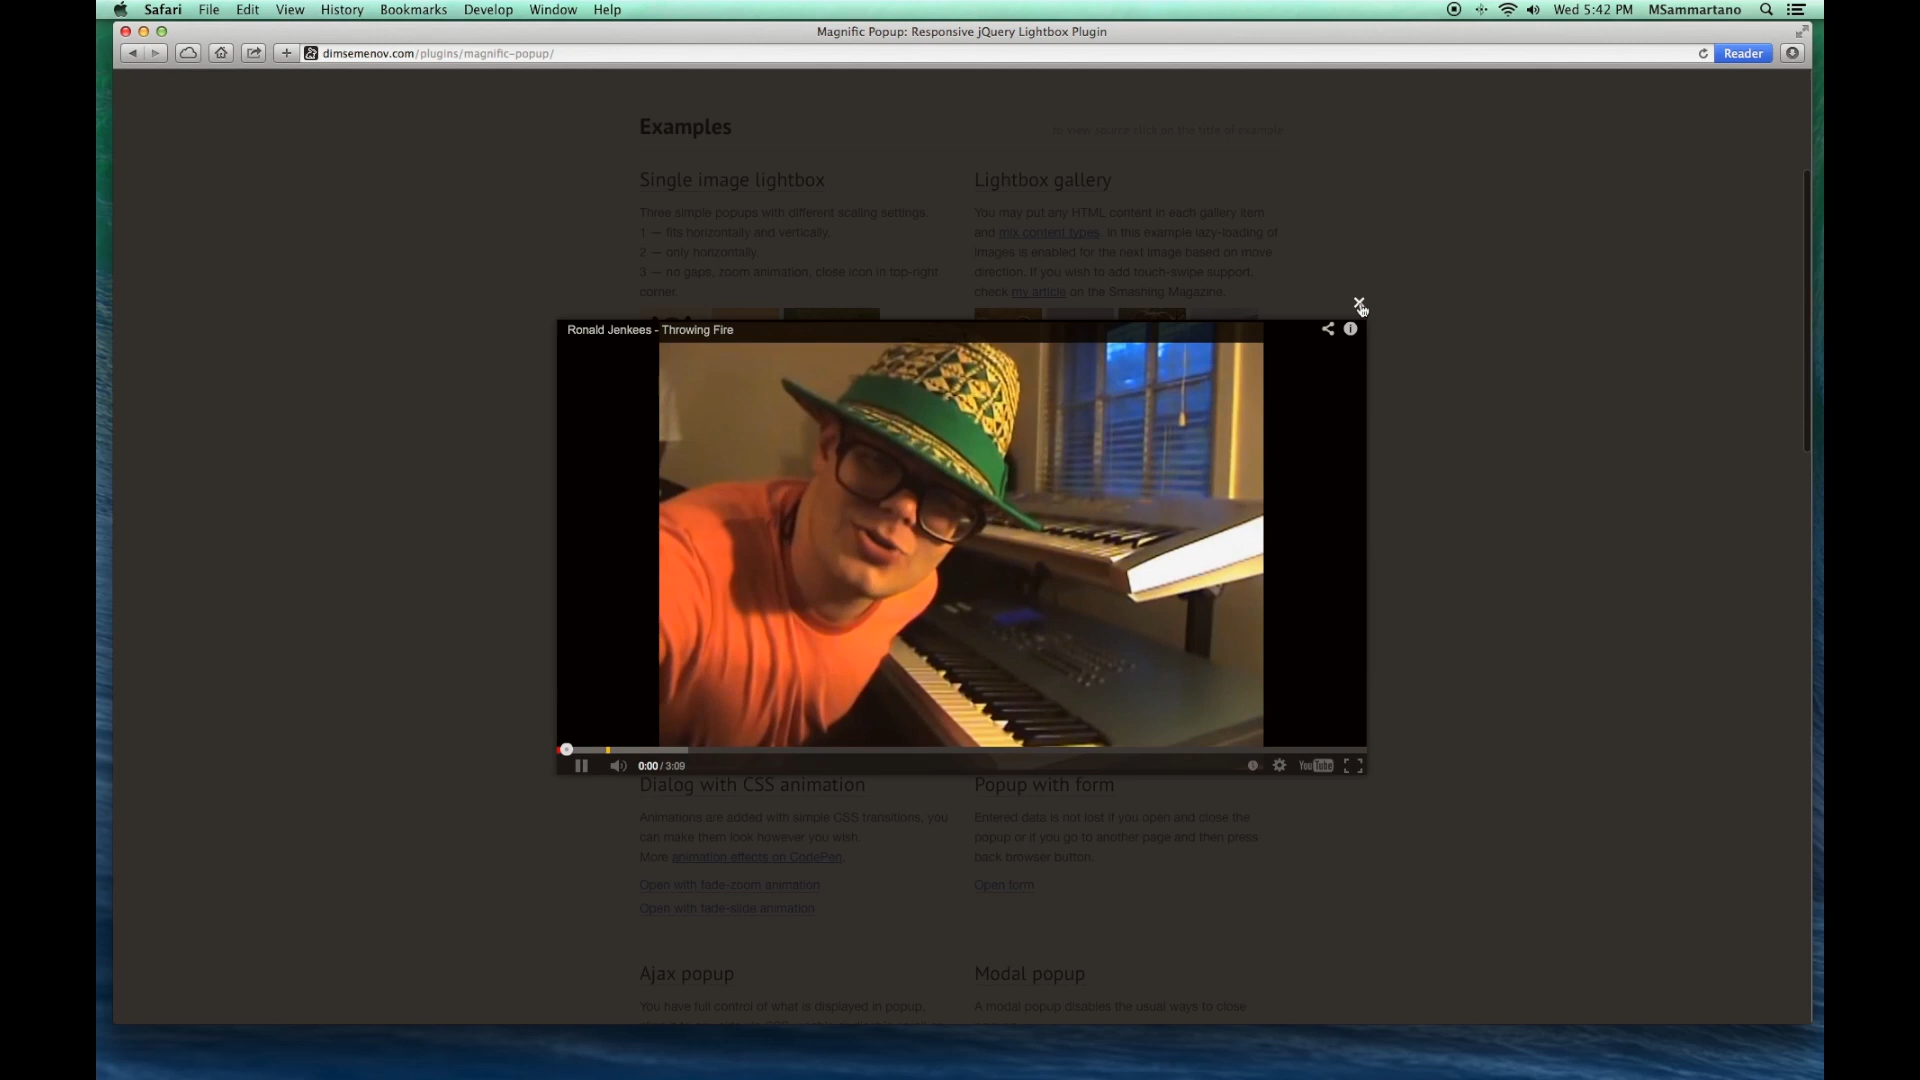 Safari File Edit View History Bookmarks Develop Window Help Wed 5:42 PM MSammartano
Magnific Popup: Responsive jQuery Lightbox Plugin
dimsemenov.com/plugins/magnific-popup/ Reader
Examples
to view source click on the title of example
Single image lightbox
Three simple popups with different scaling settings.
1 — fits horizontally and vertically.
2 — only horizontally.
3 — no gaps, zoom animation, close icon in top-right
corner.
Lightbox gallery
You may put any HTML content in each gallery item
and mix content types. In this example lazy-loading of
images is enabled for the next image based on move
direction. If you wish to add touch-swipe support,
check my article on the Smashing Magazine.
Ronald Jenkees - Throwing Fire
0:00 / 3:09
YouTube
Dialog with CSS animation
Animations are added with simple CSS transitions, you
can make them look however you wish.
More animation effects on CodePen.
Open with fade-zoom animation
Open with fade-slide animation
Popup with form
Entered data is not lost if you open and close the
popup or if you go to another page and then press
back browser button.
Open form
Ajax popup
You have full control of what is displayed in popup,
Modal popup
A modal popup disables the usual ways to close